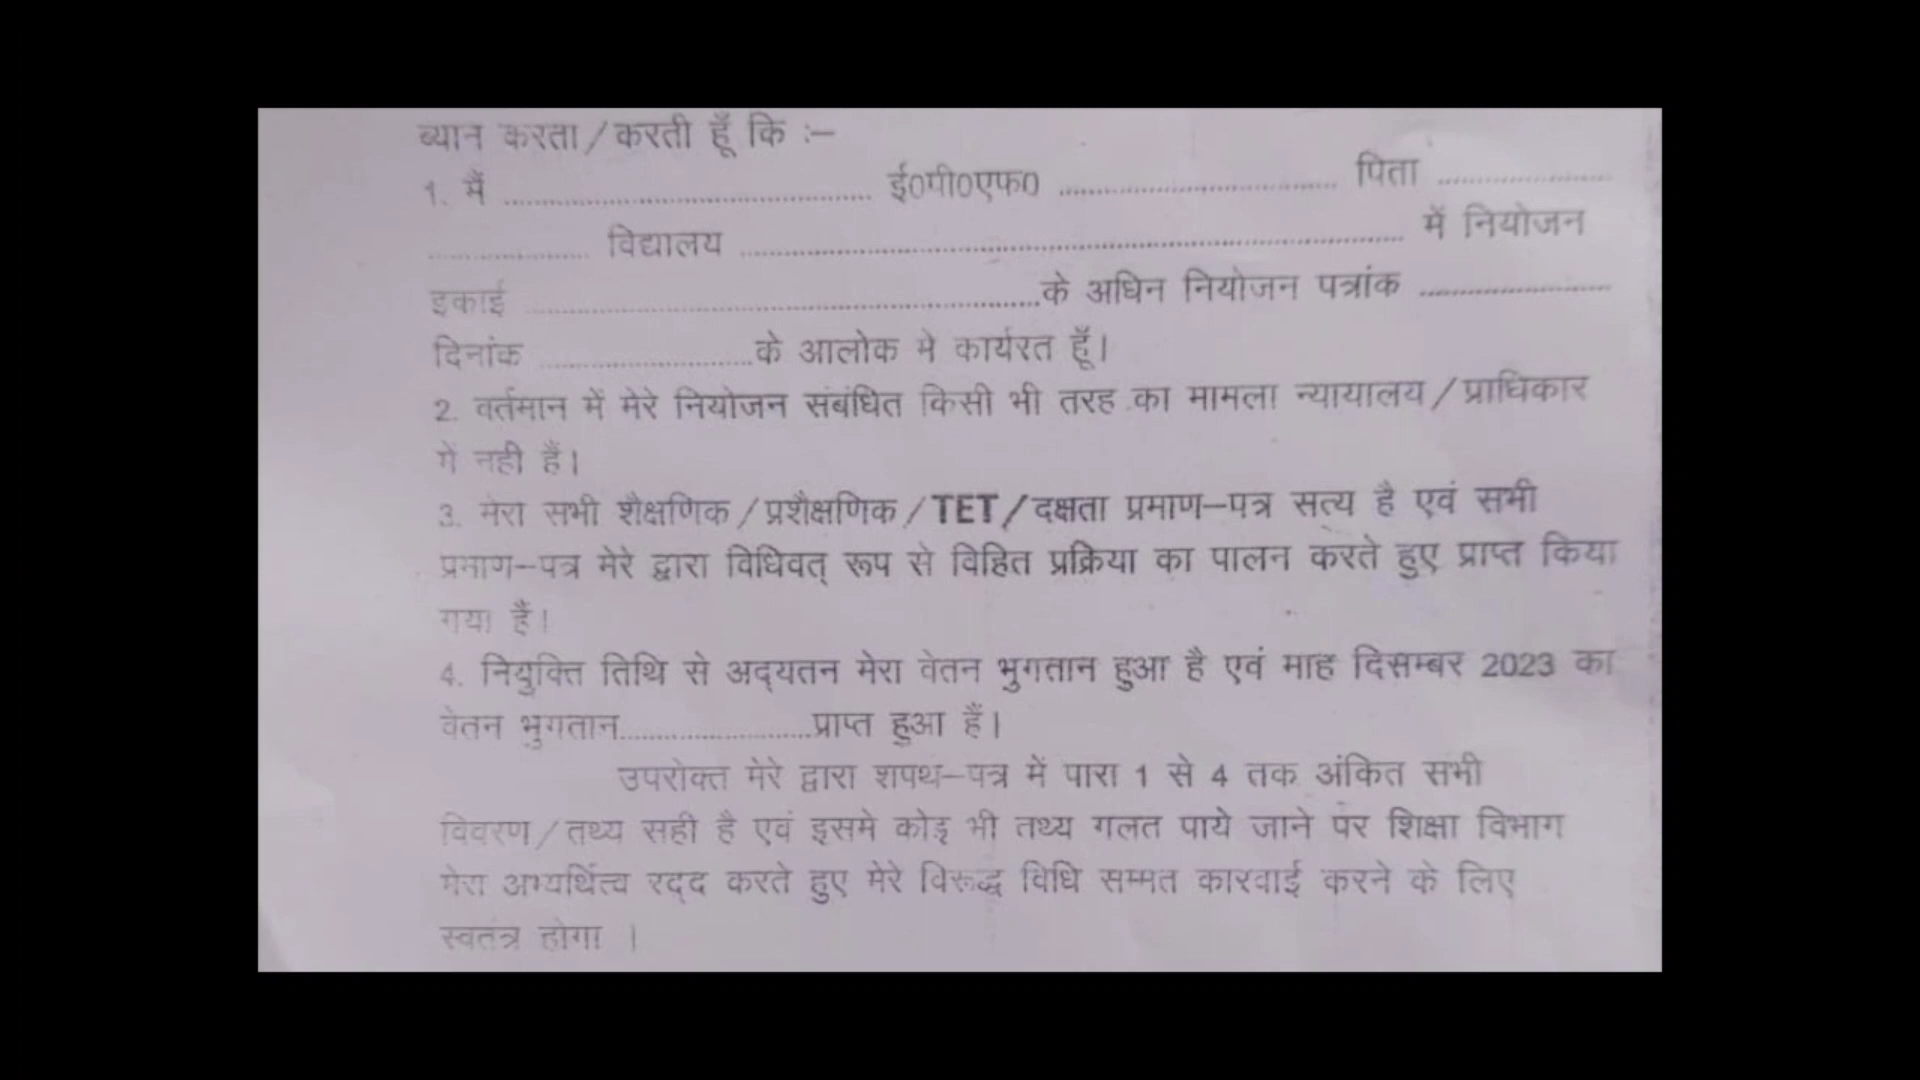 ब्यान करता/करती हूँ कि :–
1. मैं ........................................ ई0पी0एफ0 ................................ पिता ....................
.................. विद्यालय ........................................................................ में नियोजन
इकाई ........................................................के अधिन नियोजन पत्रांक ......................
दिनांक ........................के आलोक मे कार्यरत हूँ।
2. वर्तमान में मेरे नियोजन संबंधित किसी भी तरह का मामला न्यायालय/प्राधिकार
में नही हैं।
3. मेरा सभी शैक्षणिक/प्रशैक्षणिक/TET/दक्षता प्रमाण–पत्र सत्य है एवं सभी
प्रमाण–पत्र मेरे द्वारा विधिवत् रूप से विहित प्रक्रिया का पालन करते हुए प्राप्त किया
गया हैं।
4. नियुक्ति तिथि से अद्यतन मेरा वेतन भुगतान हुआ है एवं माह दिसम्बर 2023 का
वेतन भुगतान......................प्राप्त हुआ हैं।
उपरोक्त मेरे द्वारा शपथ–पत्र में पारा 1 से 4 तक अंकित सभी
विवरण/तथ्य सही है एवं इसमे कोइ भी तथ्य गलत पाये जाने पर शिक्षा विभाग
मेरा अभ्यर्थित्व रद्द करते हुए मेरे विरूद्ध विधि सम्मत कारवाई करने के लिए
स्वतंत्र होगा ।